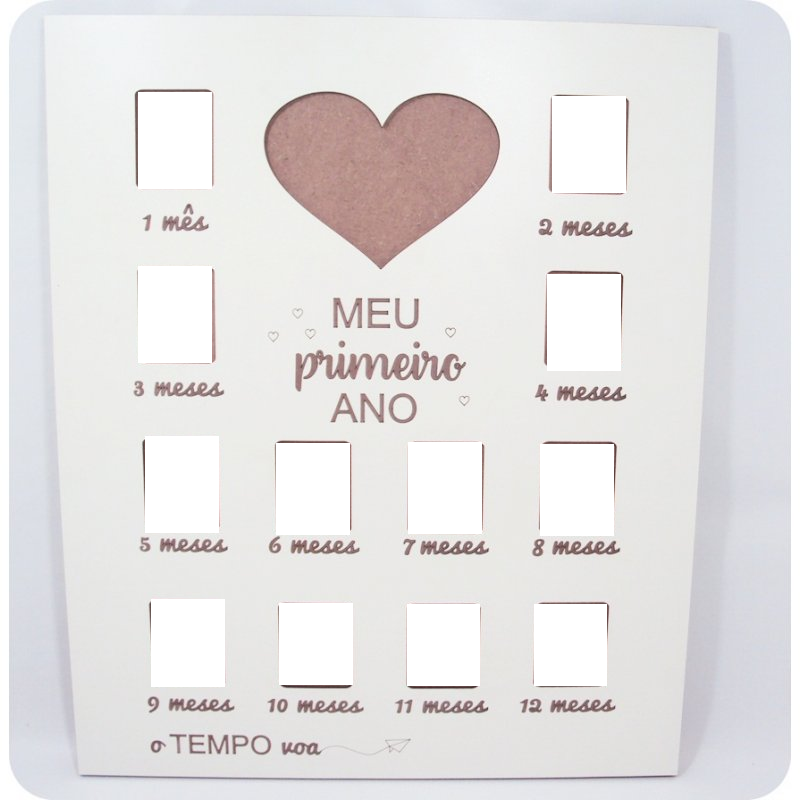 1 mês
2 meses
MEU
primeiro
ANO
3 meses
4 meses
5 meses
6 meses
7 meses
8 meses
9 meses
10 meses
11 meses
12 meses
o TEMPO voa